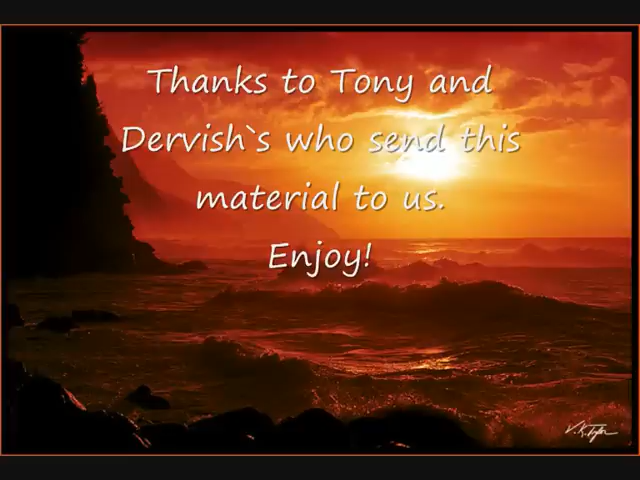 Thanks to Tony and
Dervish`s who send this
material to us.
Enjoy!